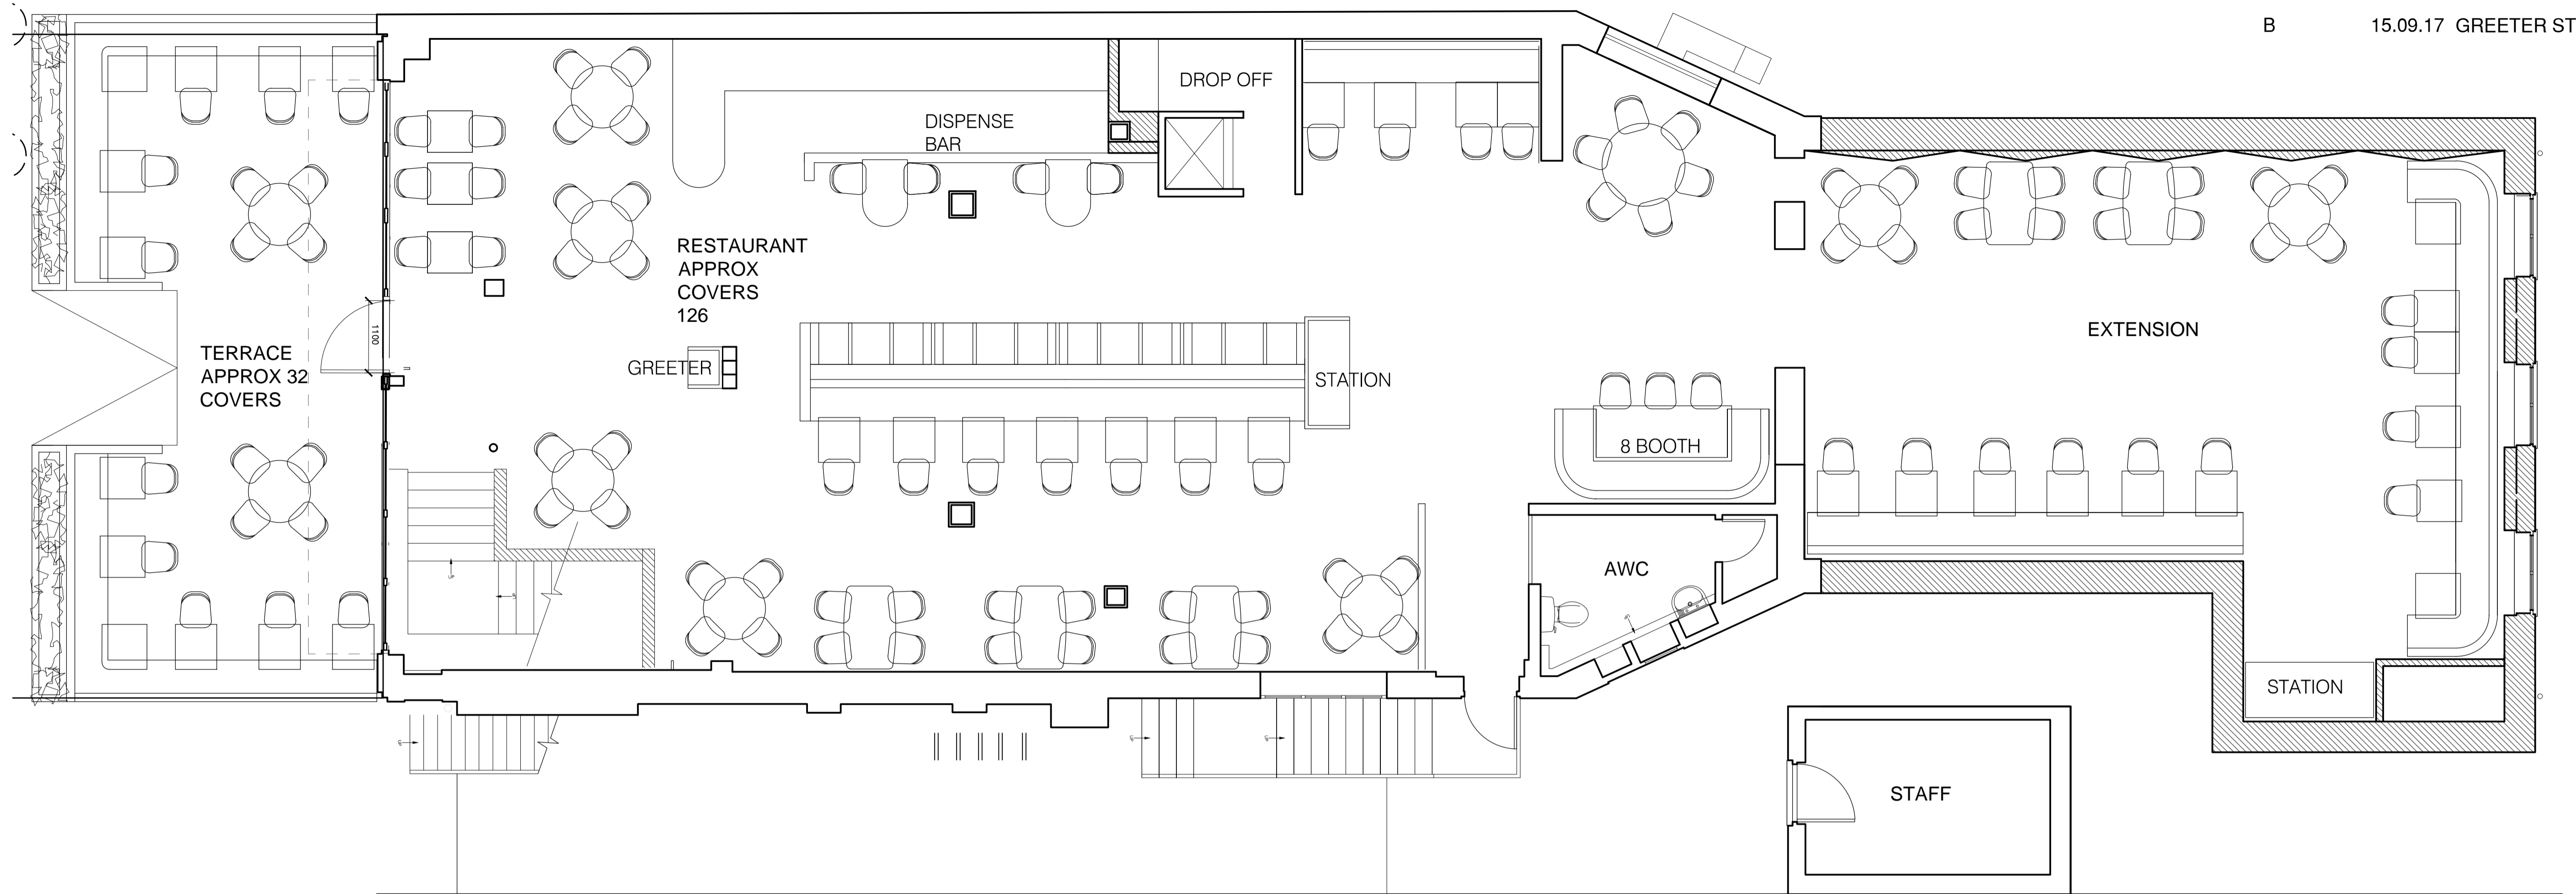 B 15.09.17 GREETER ST
DROP OFF
DISPENSE
BAR
RESTAURANT
APPROX
COVERS
126
1100
TERRACE
APPROX 32
COVERS
GREETER
STATION
EXTENSION
8 BOOTH
AWC
STATION
STAFF